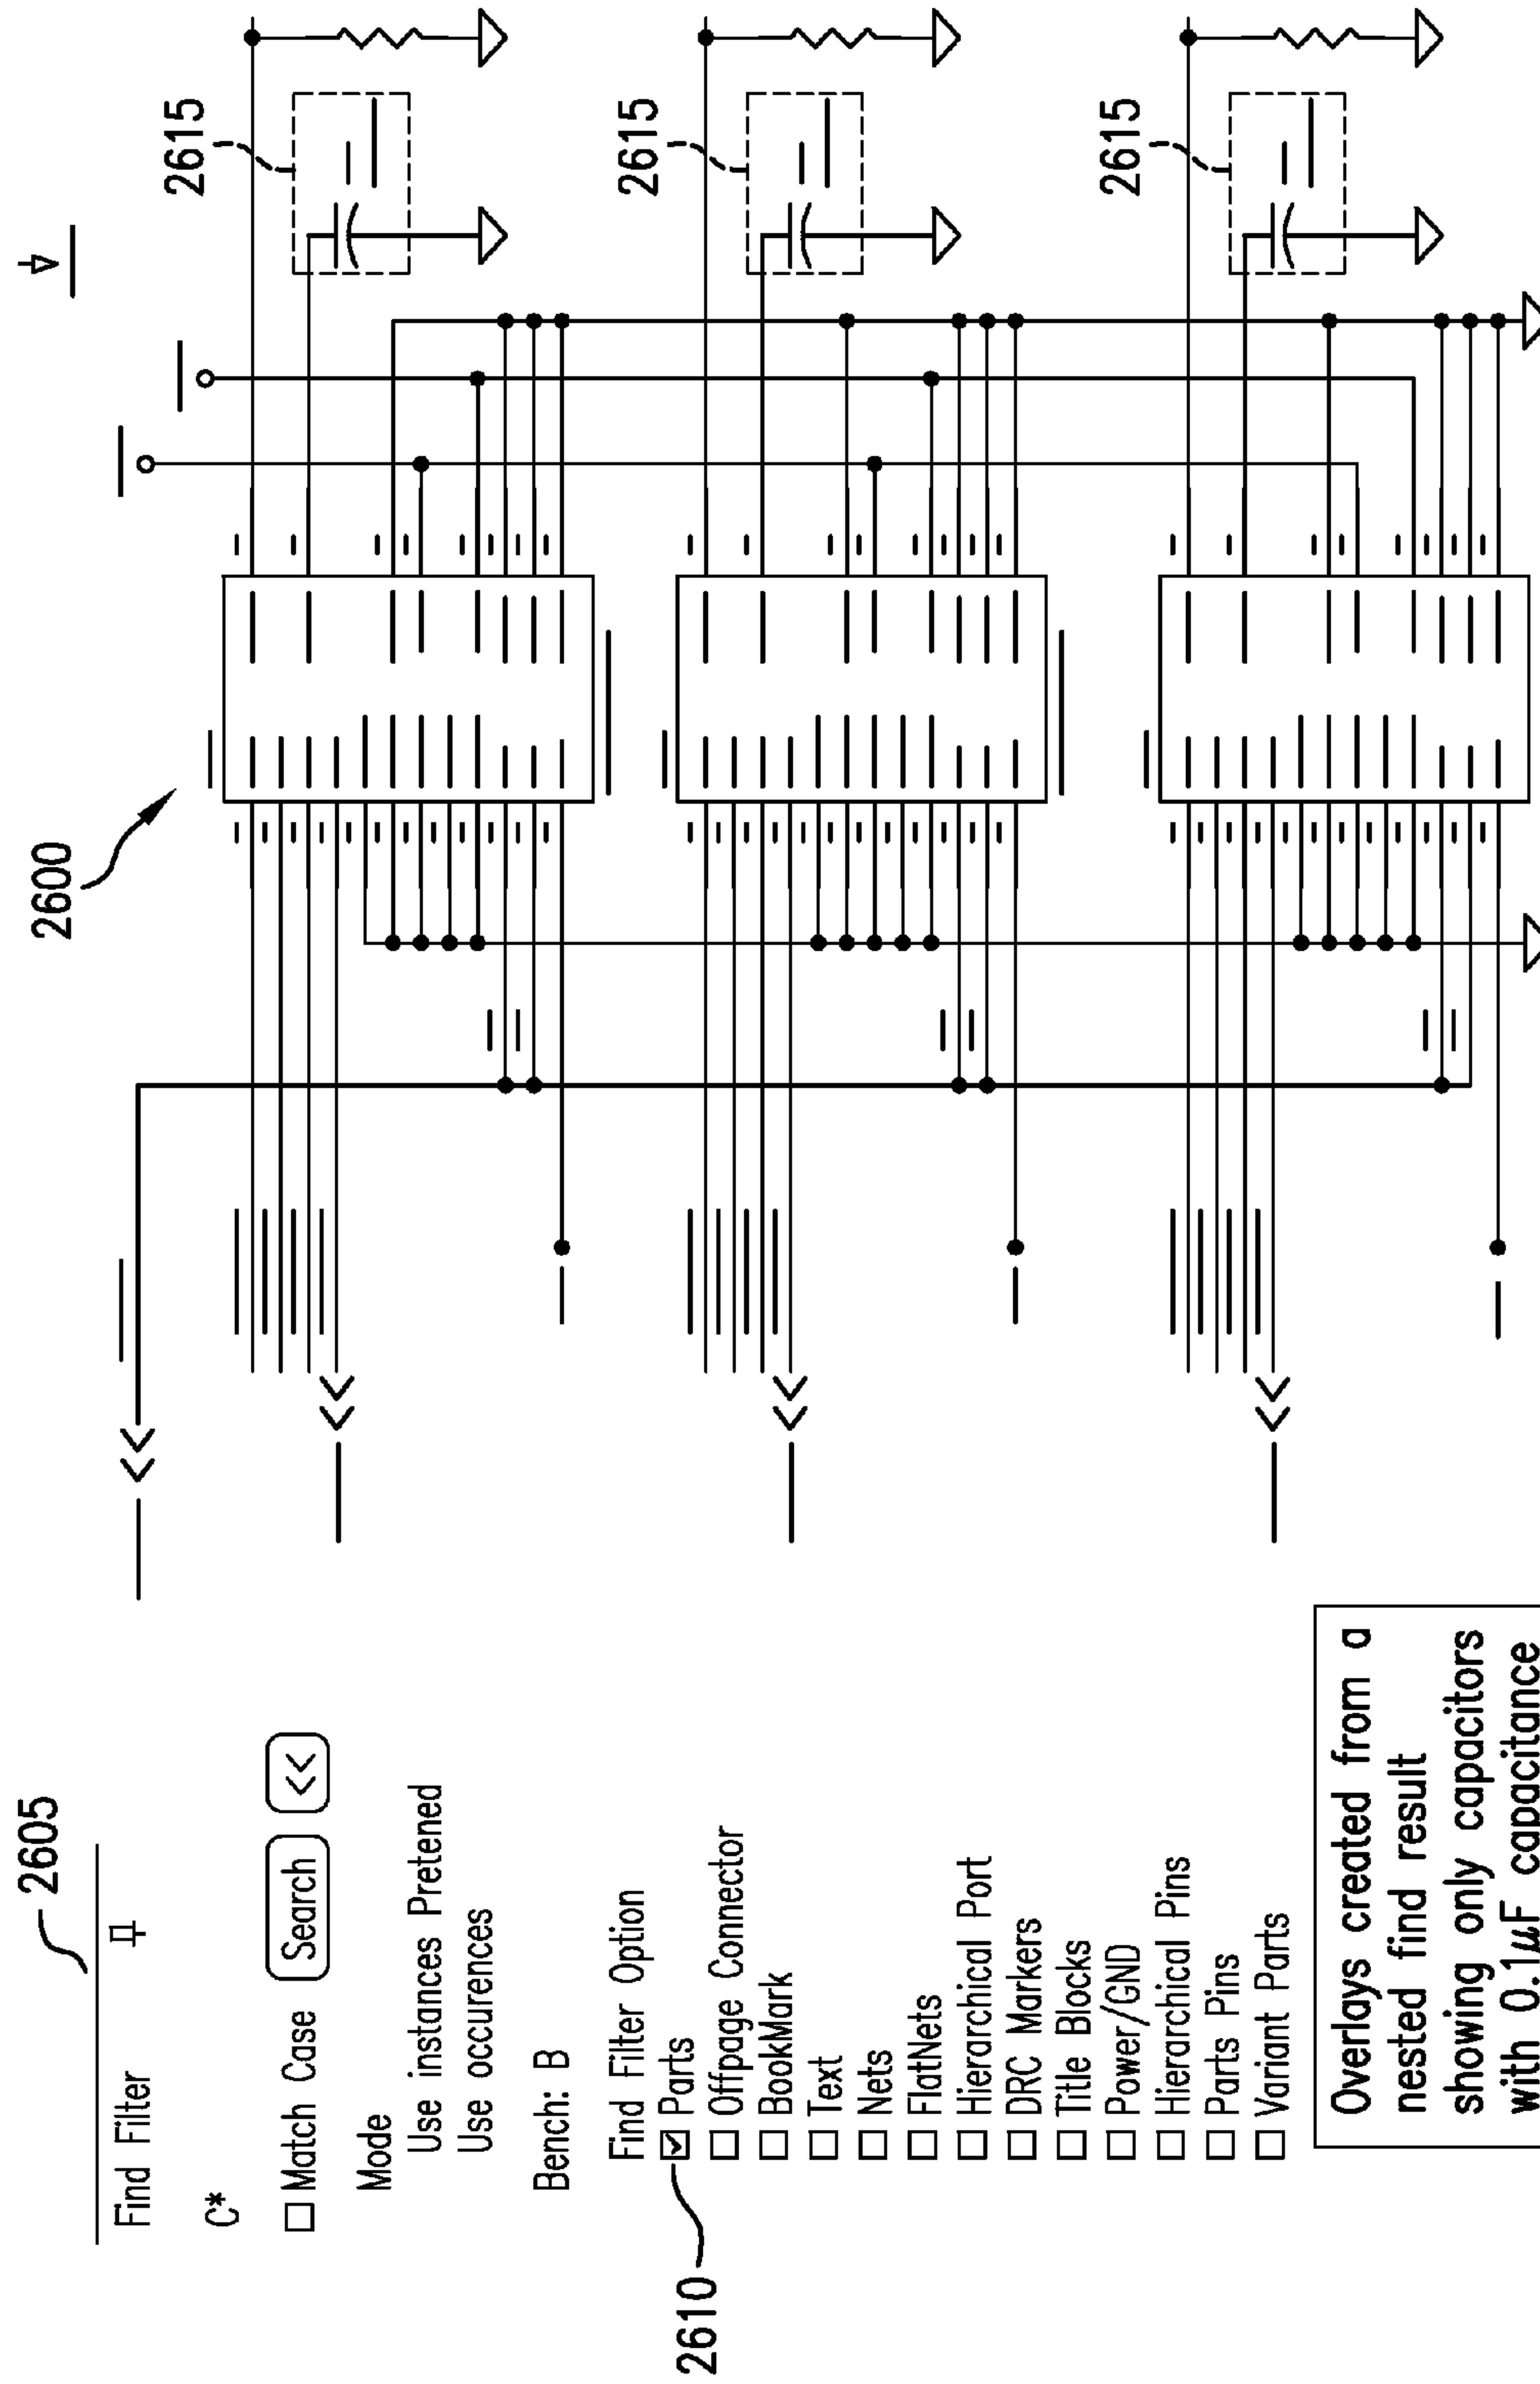 2605
Find Filter
C*
Match Case
Search
<<
Mode
Use instances Pretened
Use occurences
Bench: B
Find Filter Option
2610
Parts
Offpage Connector
BookMark
Text
Nets
FlatNets
Hierarchical Port
DRC Markers
Title Blocks
Power/GND
Hierarchical Pins
Parts Pins
Variant Parts
Overlays created from a
nested find result
showing only capacitors
with 0.1µF capacitance
2600
2615
2615
2615